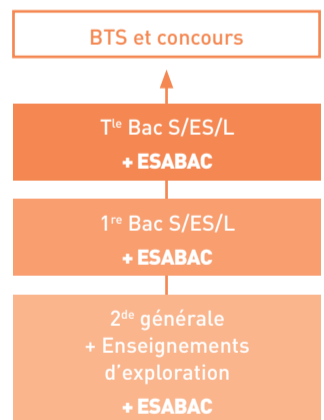 BTS et concours
Tle Bac S/ES/L
+ ESABAC
1re Bac S/ES/L
+ ESABAC
2de générale
+ Enseignements
d'exploration
+ ESABAC